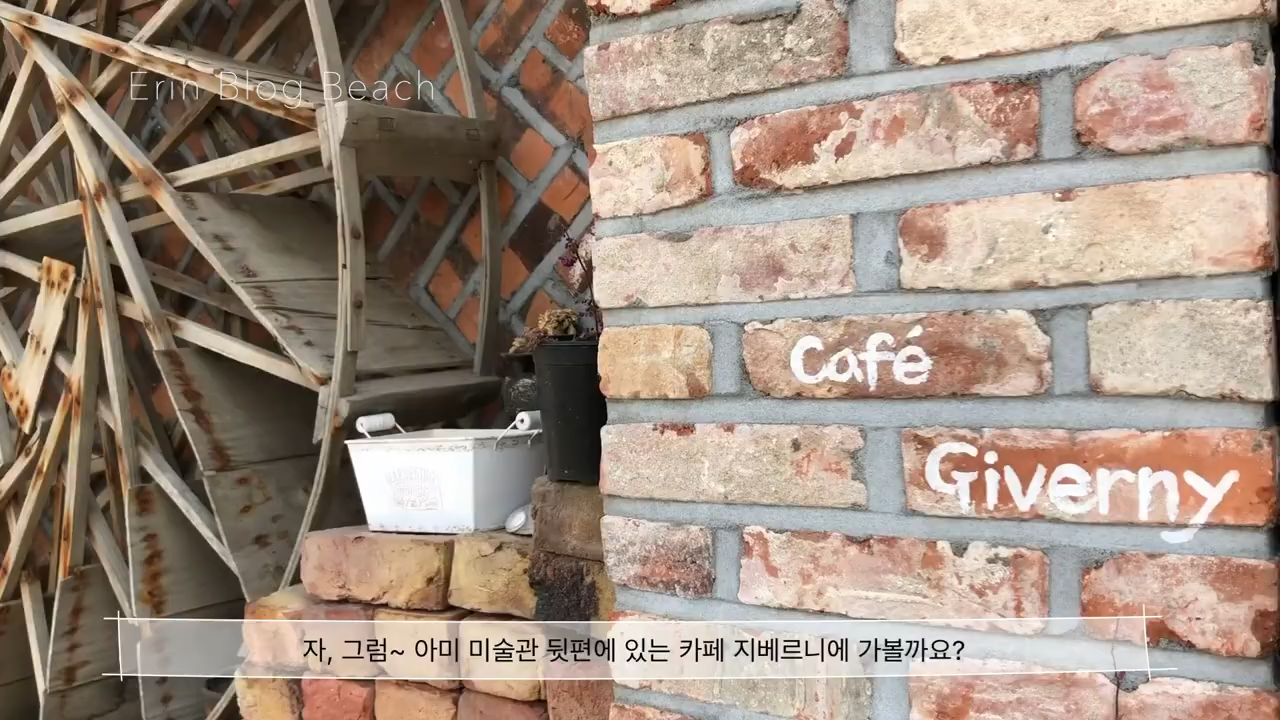 Erin Blog Beach
Café
Giverny
자, 그럼~ 아미 미술관 뒷편에 있는 카페 지베르니에 가볼까요?